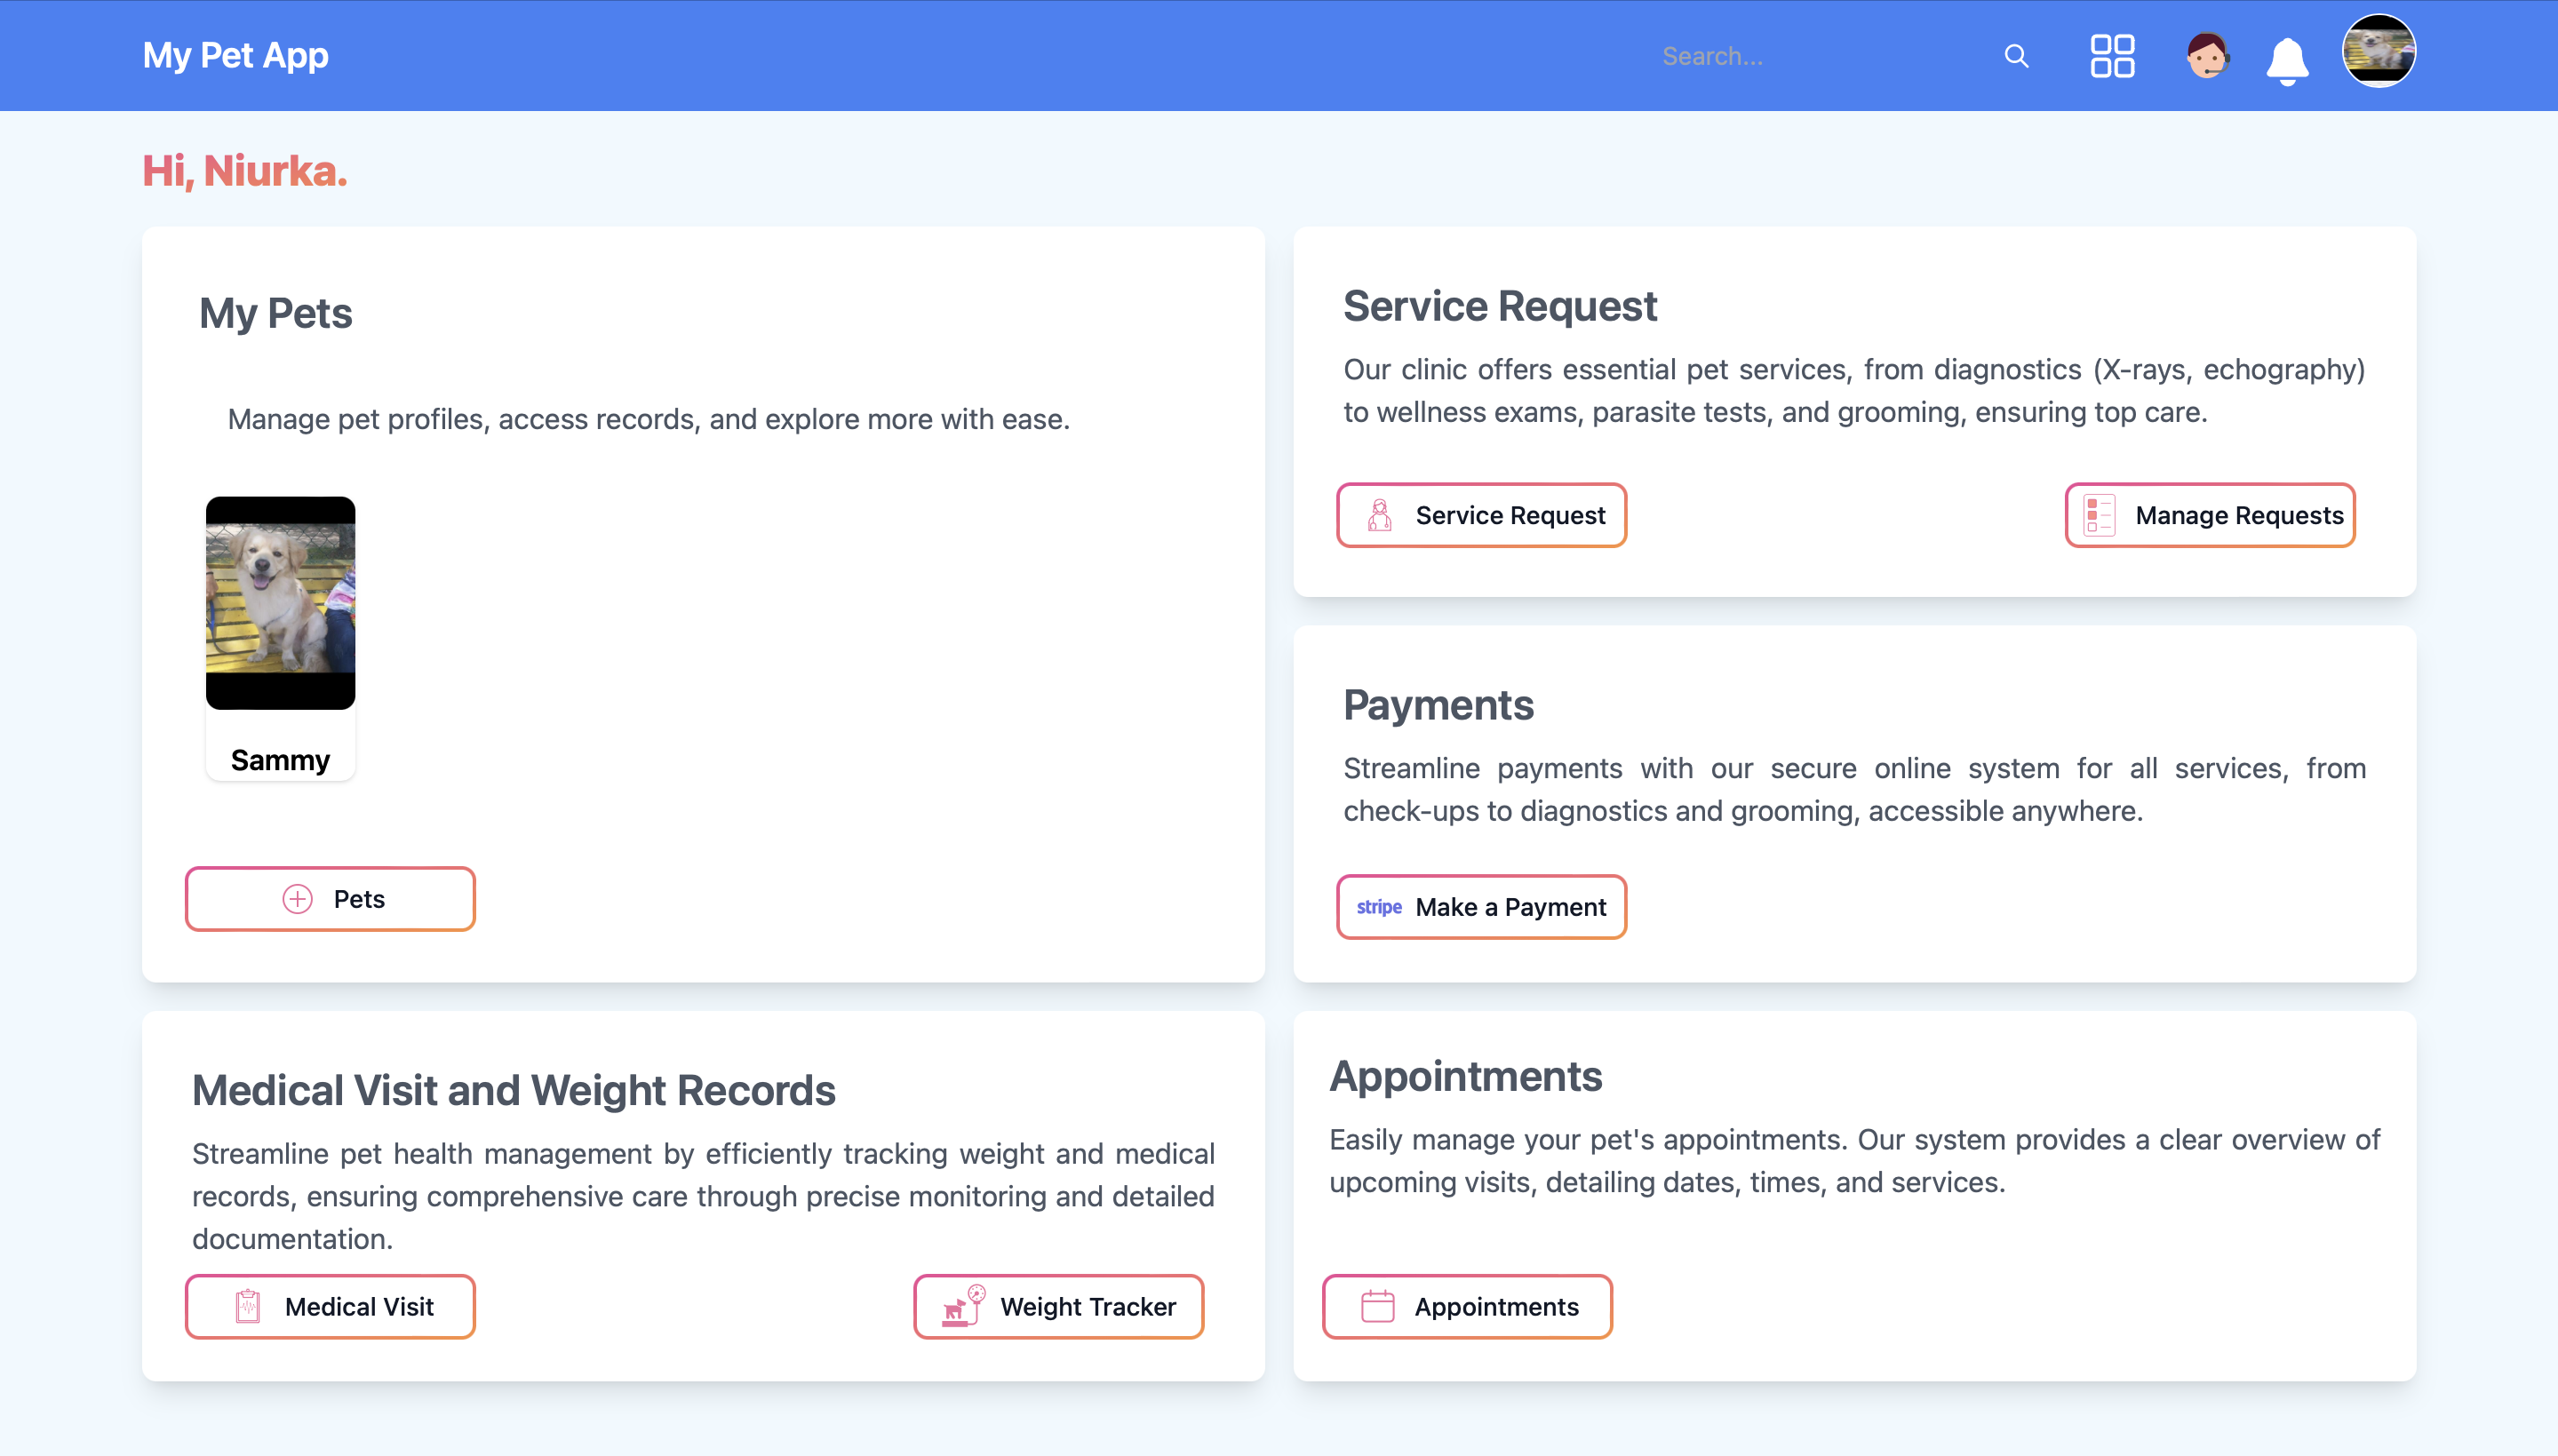 My Pet App
Search...
Hi, Niurka.
My Pets
Manage pet profiles, access records, and explore more with ease.
Sammy
Pets
Service Request
Our clinic offers essential pet services, from diagnostics (X-rays, echography)
to wellness exams, parasite tests, and grooming, ensuring top care.
Service Request
Manage Requests
Payments
Streamline payments with our secure online system for all services, from
check-ups to diagnostics and grooming, accessible anywhere.
stripe Make a Payment
Medical Visit and Weight Records
Streamline pet health management by efficiently tracking weight and medical
records, ensuring comprehensive care through precise monitoring and detailed
documentation.
Medical Visit
Weight Tracker
Appointments
Easily manage your pet's appointments. Our system provides a clear overview of
upcoming visits, detailing dates, times, and services.
Appointments